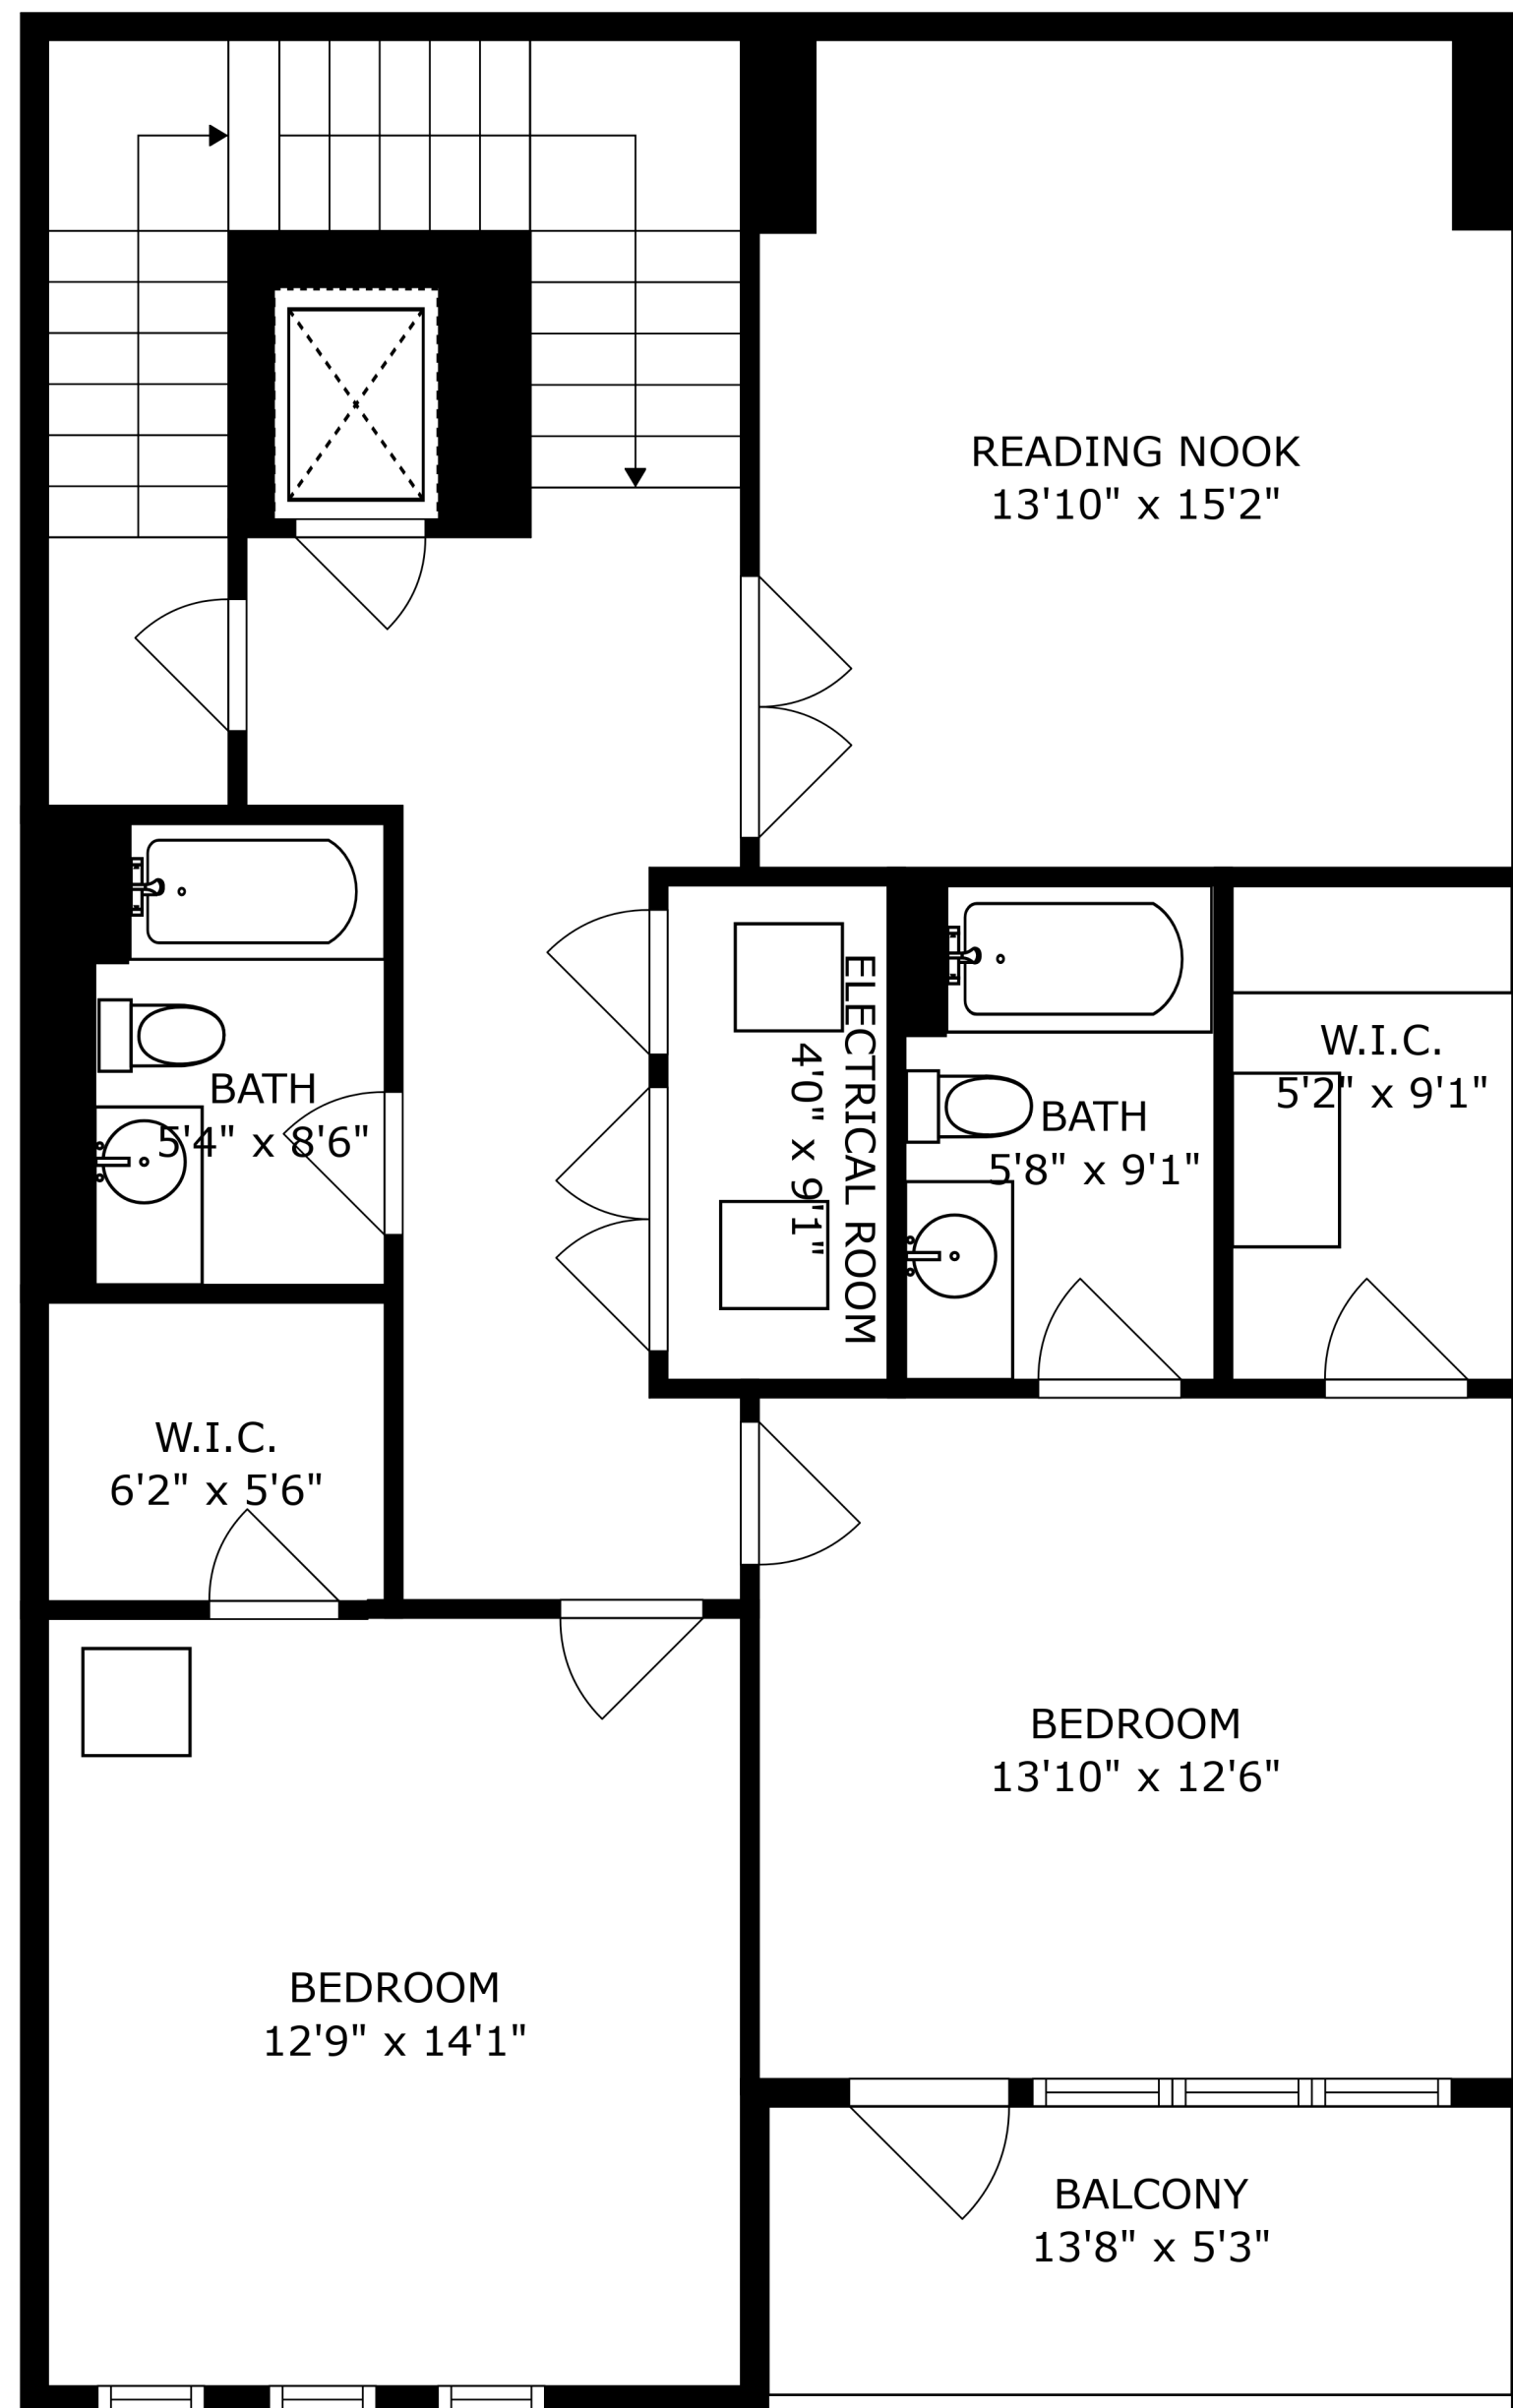 READING NOOK
13'10" x 15'2"
ELECTRICAL ROOM
4'0" x 9'1"
W.I.C.
5'2" x 9'1"
BATH
5'4" x 8'6"
BATH
5'8" x 9'1"
W.I.C.
6'2" x 5'6"
BEDROOM
13'10" x 12'6"
BEDROOM
12'9" x 14'1"
BALCONY
13'8" x 5'3"